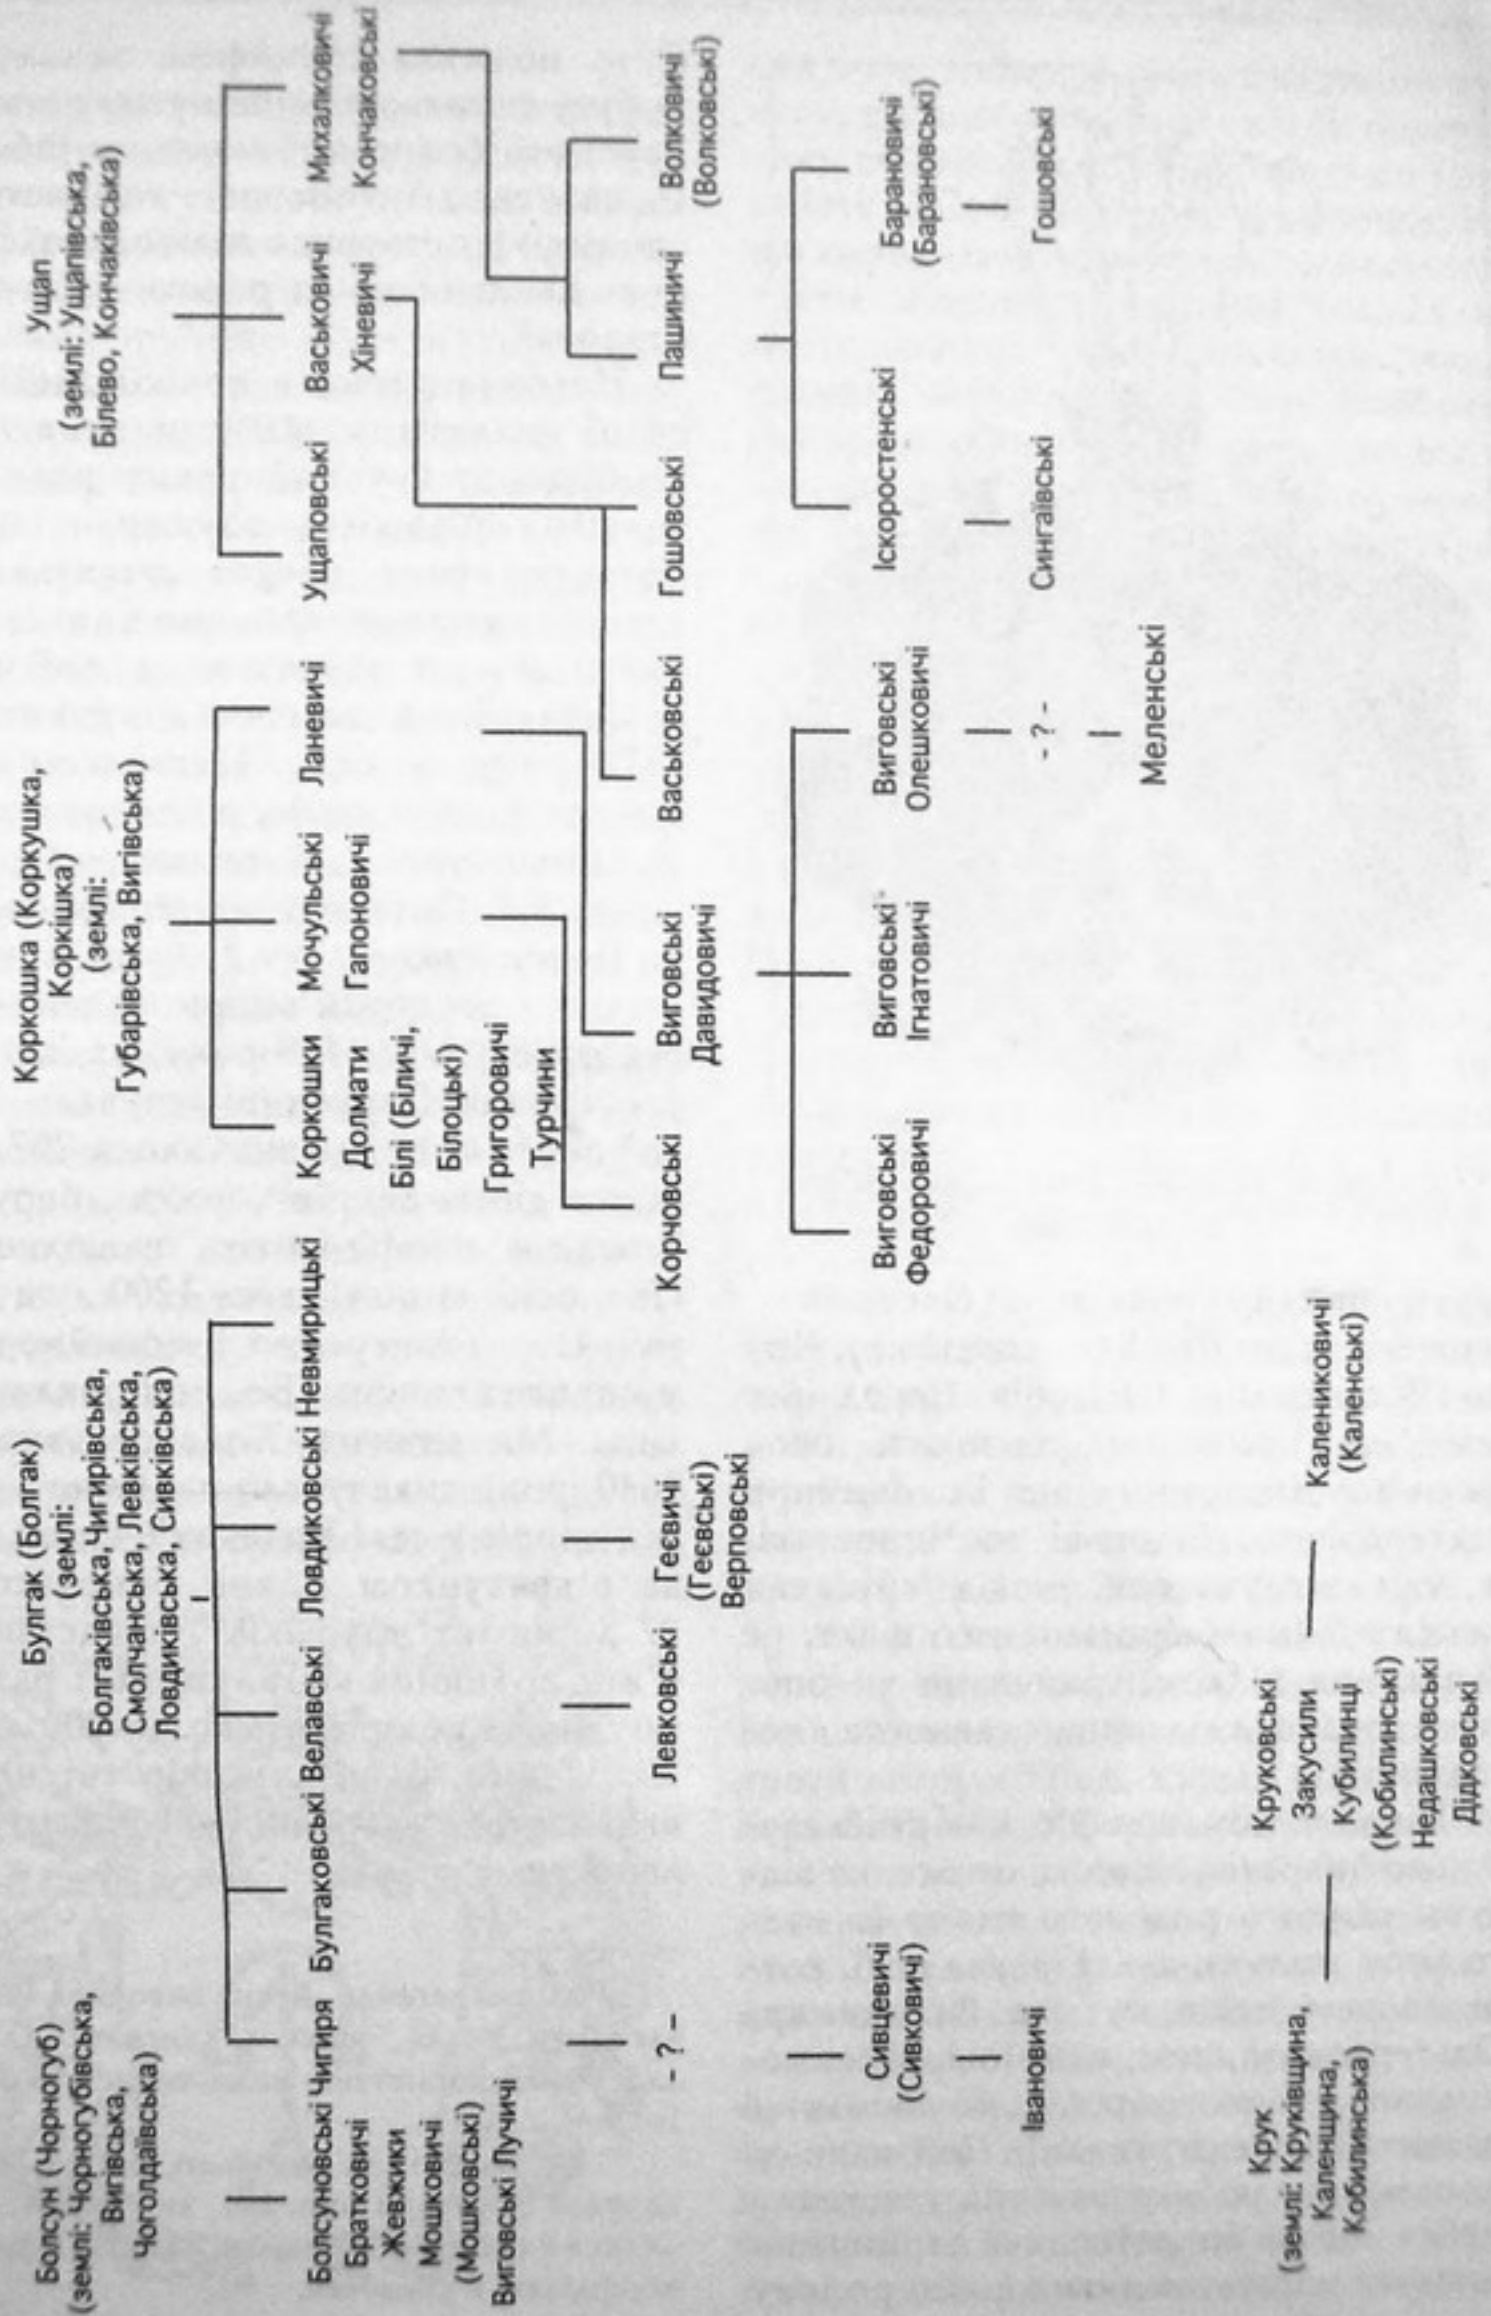 Болсун (Чорногуб)
(землі: Чорногубівська,
Вигівська,
Чоголдаївська)
Булгак (Болгак)
(землі:
Болгаківська,Чигирівська,
Смолчанська, Левківська,
Ловдиківська, Сивківська)
Коркошка (Коркушка,
Коркішка)
(землі:
Губарівська, Вигівська)
Ущап
(землі: Ущапівська,
Білево, Кончаківська)
Болсуновські
Братковичі
Жевжики
Мошковичі
(Мошковські)
Виговські Лучичі
Чигиря
Булгаковські
Велавські
Ловдиковські
Невмирицькі
Коркошки
Долмати
Білі (Біличі,
Білоцькі)
Григоровичі
Турчини
Мочульські
Гапоновичі
Ланевичі
Ущаповські
Васьковичі
Хіневичі
Михалковичі
Кончаковські
- ? -
Левковські
Геєвичі
(Геєвські)
Верповські
Корчовські
Виговські
Давидовичі
Васьковські
Гошовські
Пашиничі
Волковичі
(Волковські)
Сивцевичі
(Сивковичі)
Виговські
Федоровичі
Виговські
Ігнатовичі
Виговські
Олешковичі
Іскоростенські
Барановичі
(Барановські)
Івановичі
- ? -
Сингаївські
Гошовські
Меленські
Крук
(землі: Круківщина,
Каленщина,
Кобилинська)
Круковські
Закусили
Кубилинці
(Кобилинські)
Недашковські
Дідковські
Калениковичі
(Каленські)